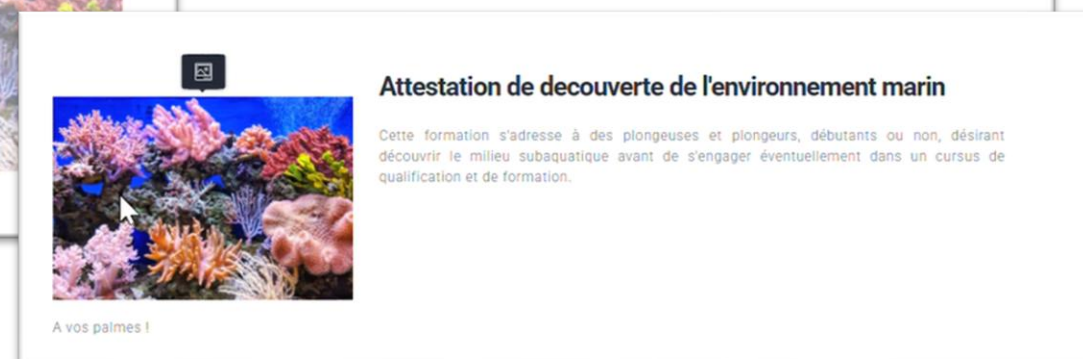 Attestation de decouverte de l'environnement marin
Cette formation s'adresse à des plongeuses et plongeurs, débutants ou non, désirant
découvrir le milieu subaquatique avant de s'engager éventuellement dans un cursus de
qualification et de formation.
A vos palmes !